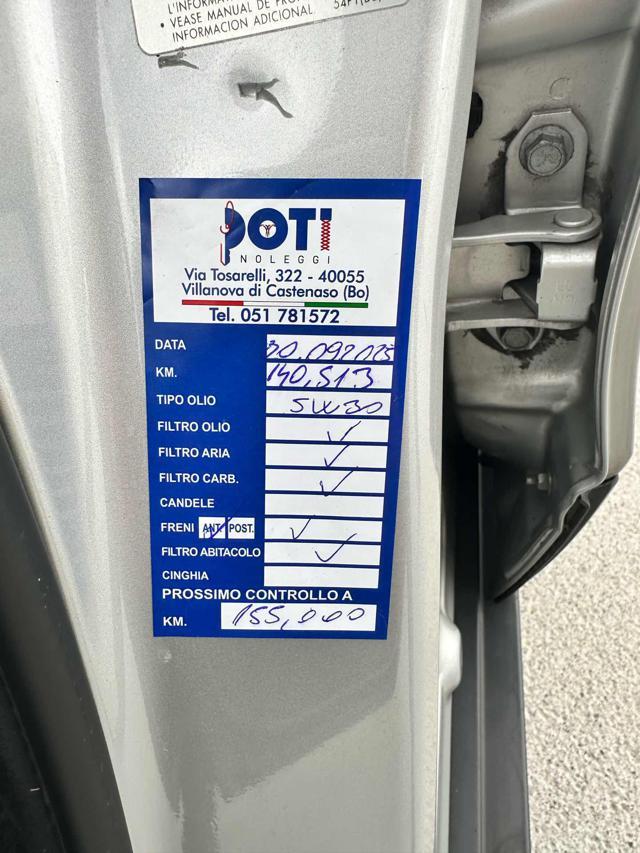 L'INFORMAT
• VEASE MANUAL DE PRO
INFORMACION ADICIONAL.
POTI
NOLEGGI
Via Tosarelli, 322 - 40055
Villanova di Castenaso (Bo)
Tel. 051 781572
DATA 30.092025
KM. 140,513
TIPO OLIO 5W30
FILTRO OLIO ✓
FILTRO ARIA ✓
FILTRO CARB. ✓
CANDELE
FRENI ANT. POST. ✓
FILTRO ABITACOLO ✓
CINGHIA
PROSSIMO CONTROLLO A
KM. 155,000